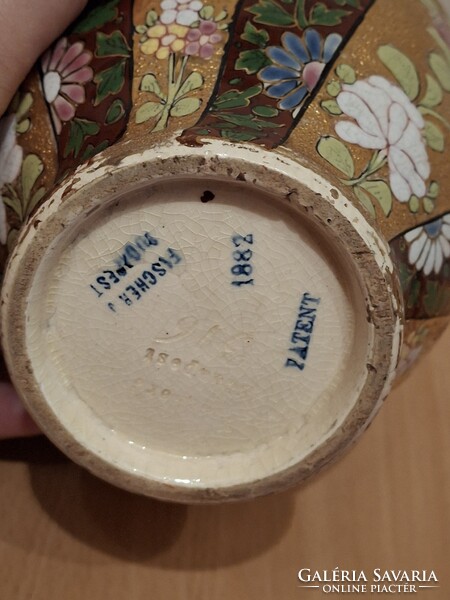 FISCHER J
BUDAPEST
1882
PATENT
GALÉRIA SAVARIA
ONLINE PIACTÉR